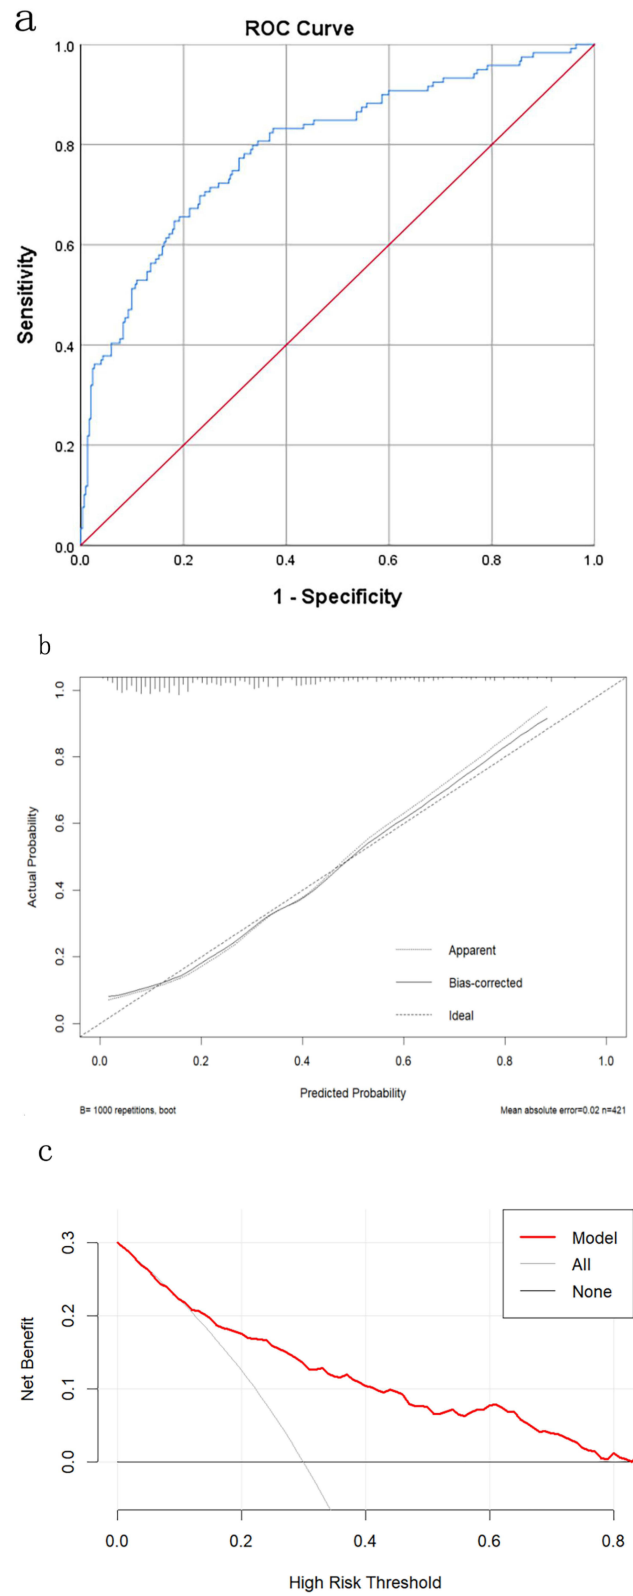 a
ROC Curve
1.0
0.8
0.6
0.4
0.2
0.0
Sensitivity
0.0 0.2 0.4 0.6 0.8 1.0
1 - Specificity
b
1.0
0.8
0.6
0.4
0.2
0.0
Actual Probability
Apparent
Bias-corrected
Ideal
0.0 0.2 0.4 0.6 0.8 1.0
Predicted Probability
B= 1000 repetitions, boot Mean absolute error=0.02 n=421
c
0.3
0.2
0.1
0.0
Net Benefit
Model
All
None
0.0 0.2 0.4 0.6 0.8
High Risk Threshold